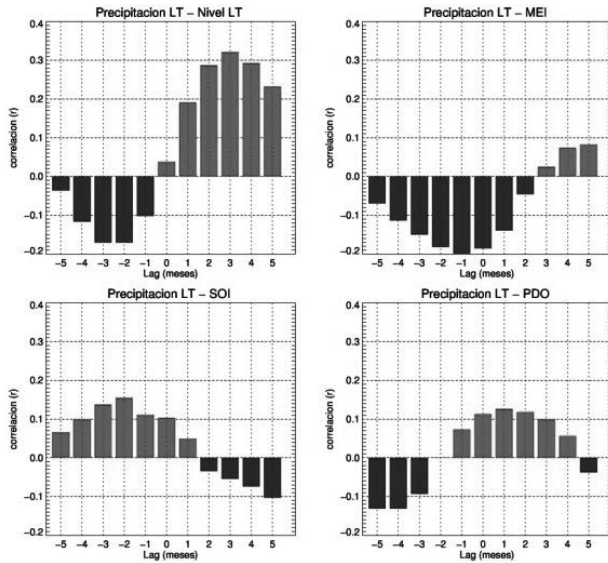 Precipitacion LT – Nivel LT
0.4
0.3
0.2
0.1
0.0
−0.1
−0.2
correlacion (r)
−5 −4 −3 −2 −1 0 1 2 3 4 5
Lag (meses)
Precipitacion LT – MEI
0.4
0.3
0.2
0.1
0.0
−0.1
−0.2
correlacion (r)
−5 −4 −3 −2 −1 0 1 2 3 4 5
Lag (meses)
Precipitacion LT – SOI
0.4
0.3
0.2
0.1
0.0
−0.1
−0.2
correlacion (r)
−5 −4 −3 −2 −1 0 1 2 3 4 5
Lag (meses)
Precipitacion LT – PDO
0.4
0.3
0.2
0.1
0.0
−0.1
−0.2
correlacion (r)
−5 −4 −3 −2 −1 0 1 2 3 4 5
Lag (meses)